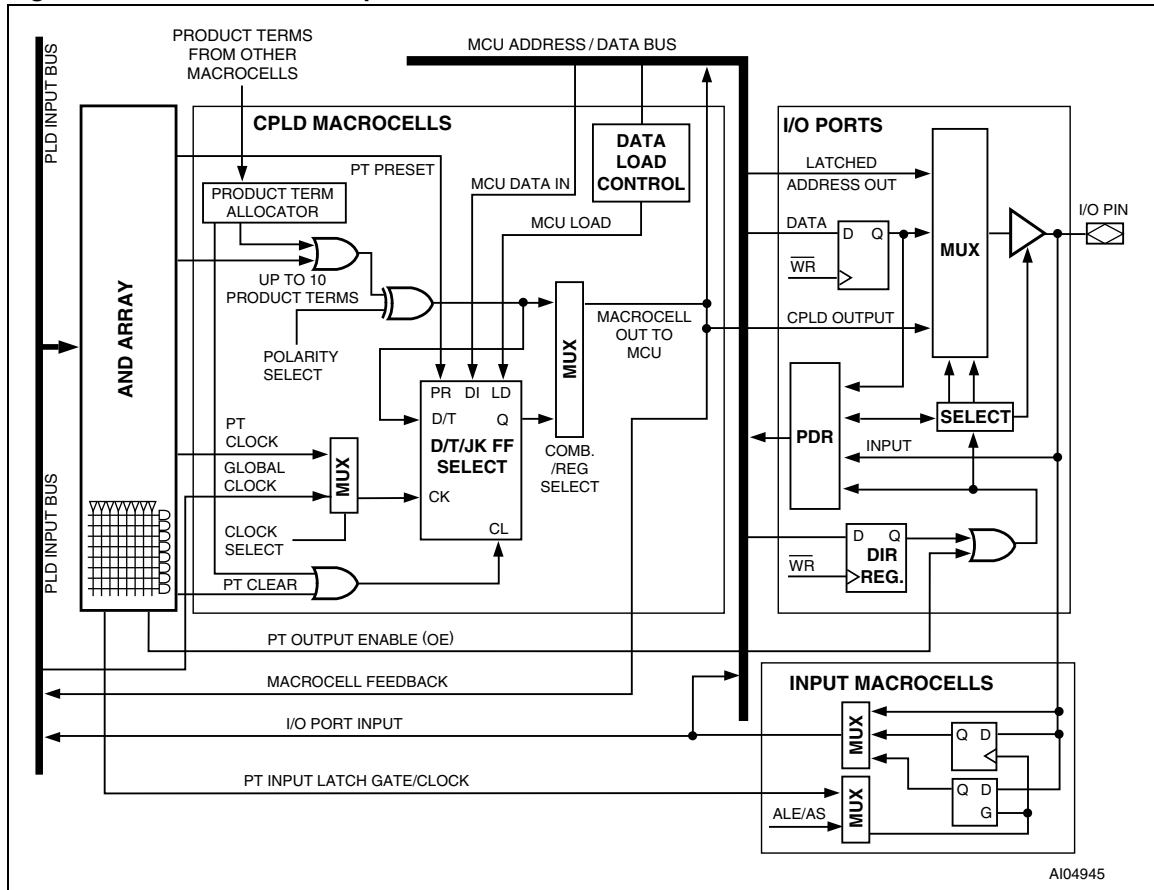 PRODUCT TERMS
FROM OTHER
MACROCELLS
MCU ADDRESS / DATA BUS
PLD INPUT BUS
CPLD MACROCELLS
I/O PORTS
DATA
LOAD
CONTROL
PT PRESET
MCU DATA IN
LATCHED
ADDRESS OUT
PRODUCT TERM
ALLOCATOR
MCU LOAD
I/O PIN
DATA
D Q
MUX
WR
UP TO 10
PRODUCT TERMS
AND ARRAY
MACROCELL
OUT TO
MCU
CPLD OUTPUT
POLARITY
SELECT
MUX
PR DI LD
D/T Q
D/T/JK FF
SELECT
CK
CL
COMB.
/REG
SELECT
PDR
SELECT
INPUT
PT
CLOCK
GLOBAL
CLOCK
MUX
CLOCK
SELECT
PLD INPUT BUS
PT CLEAR
D Q
DIR
REG.
WR
PT OUTPUT ENABLE (OE)
MACROCELL FEEDBACK
INPUT MACROCELLS
I/O PORT INPUT
MUX
Q D
PT INPUT LATCH GATE/CLOCK
MUX
Q D
G
ALE/AS
AI04945